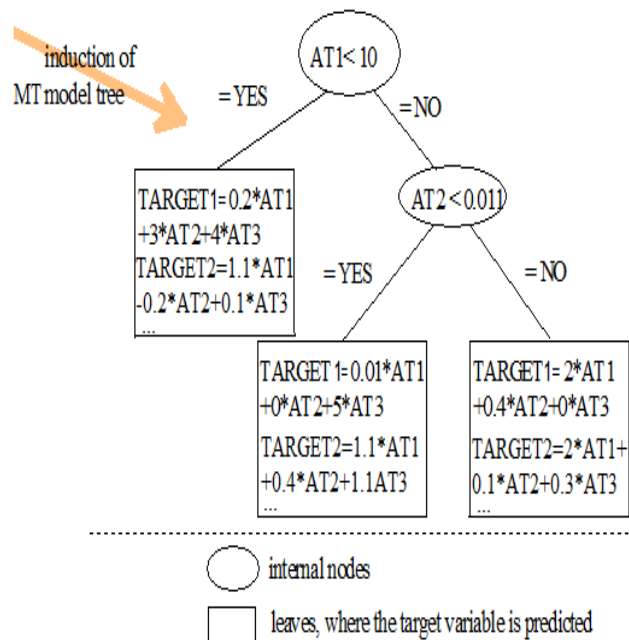 induction of
MT model tree
AT1< 10
=YES
=NO
TARGET1=0.2*AT1
+3*AT2+4*AT3
TARGET2=1.1*AT1
-0.2*AT2+0.1*AT3
...
AT2<0.011
=YES
=NO
TARGET1=0.01*AT1
+0*AT2+5*AT3
TARGET2=1.1*AT1
+0.4*AT2+1.1AT3
...
TARGET1=2*AT1
+0.4*AT2+0*AT3
TARGET2=2*AT1+
0.1*AT2+0.3*AT3
...
internal nodes
leaves, where the target variable is predicted